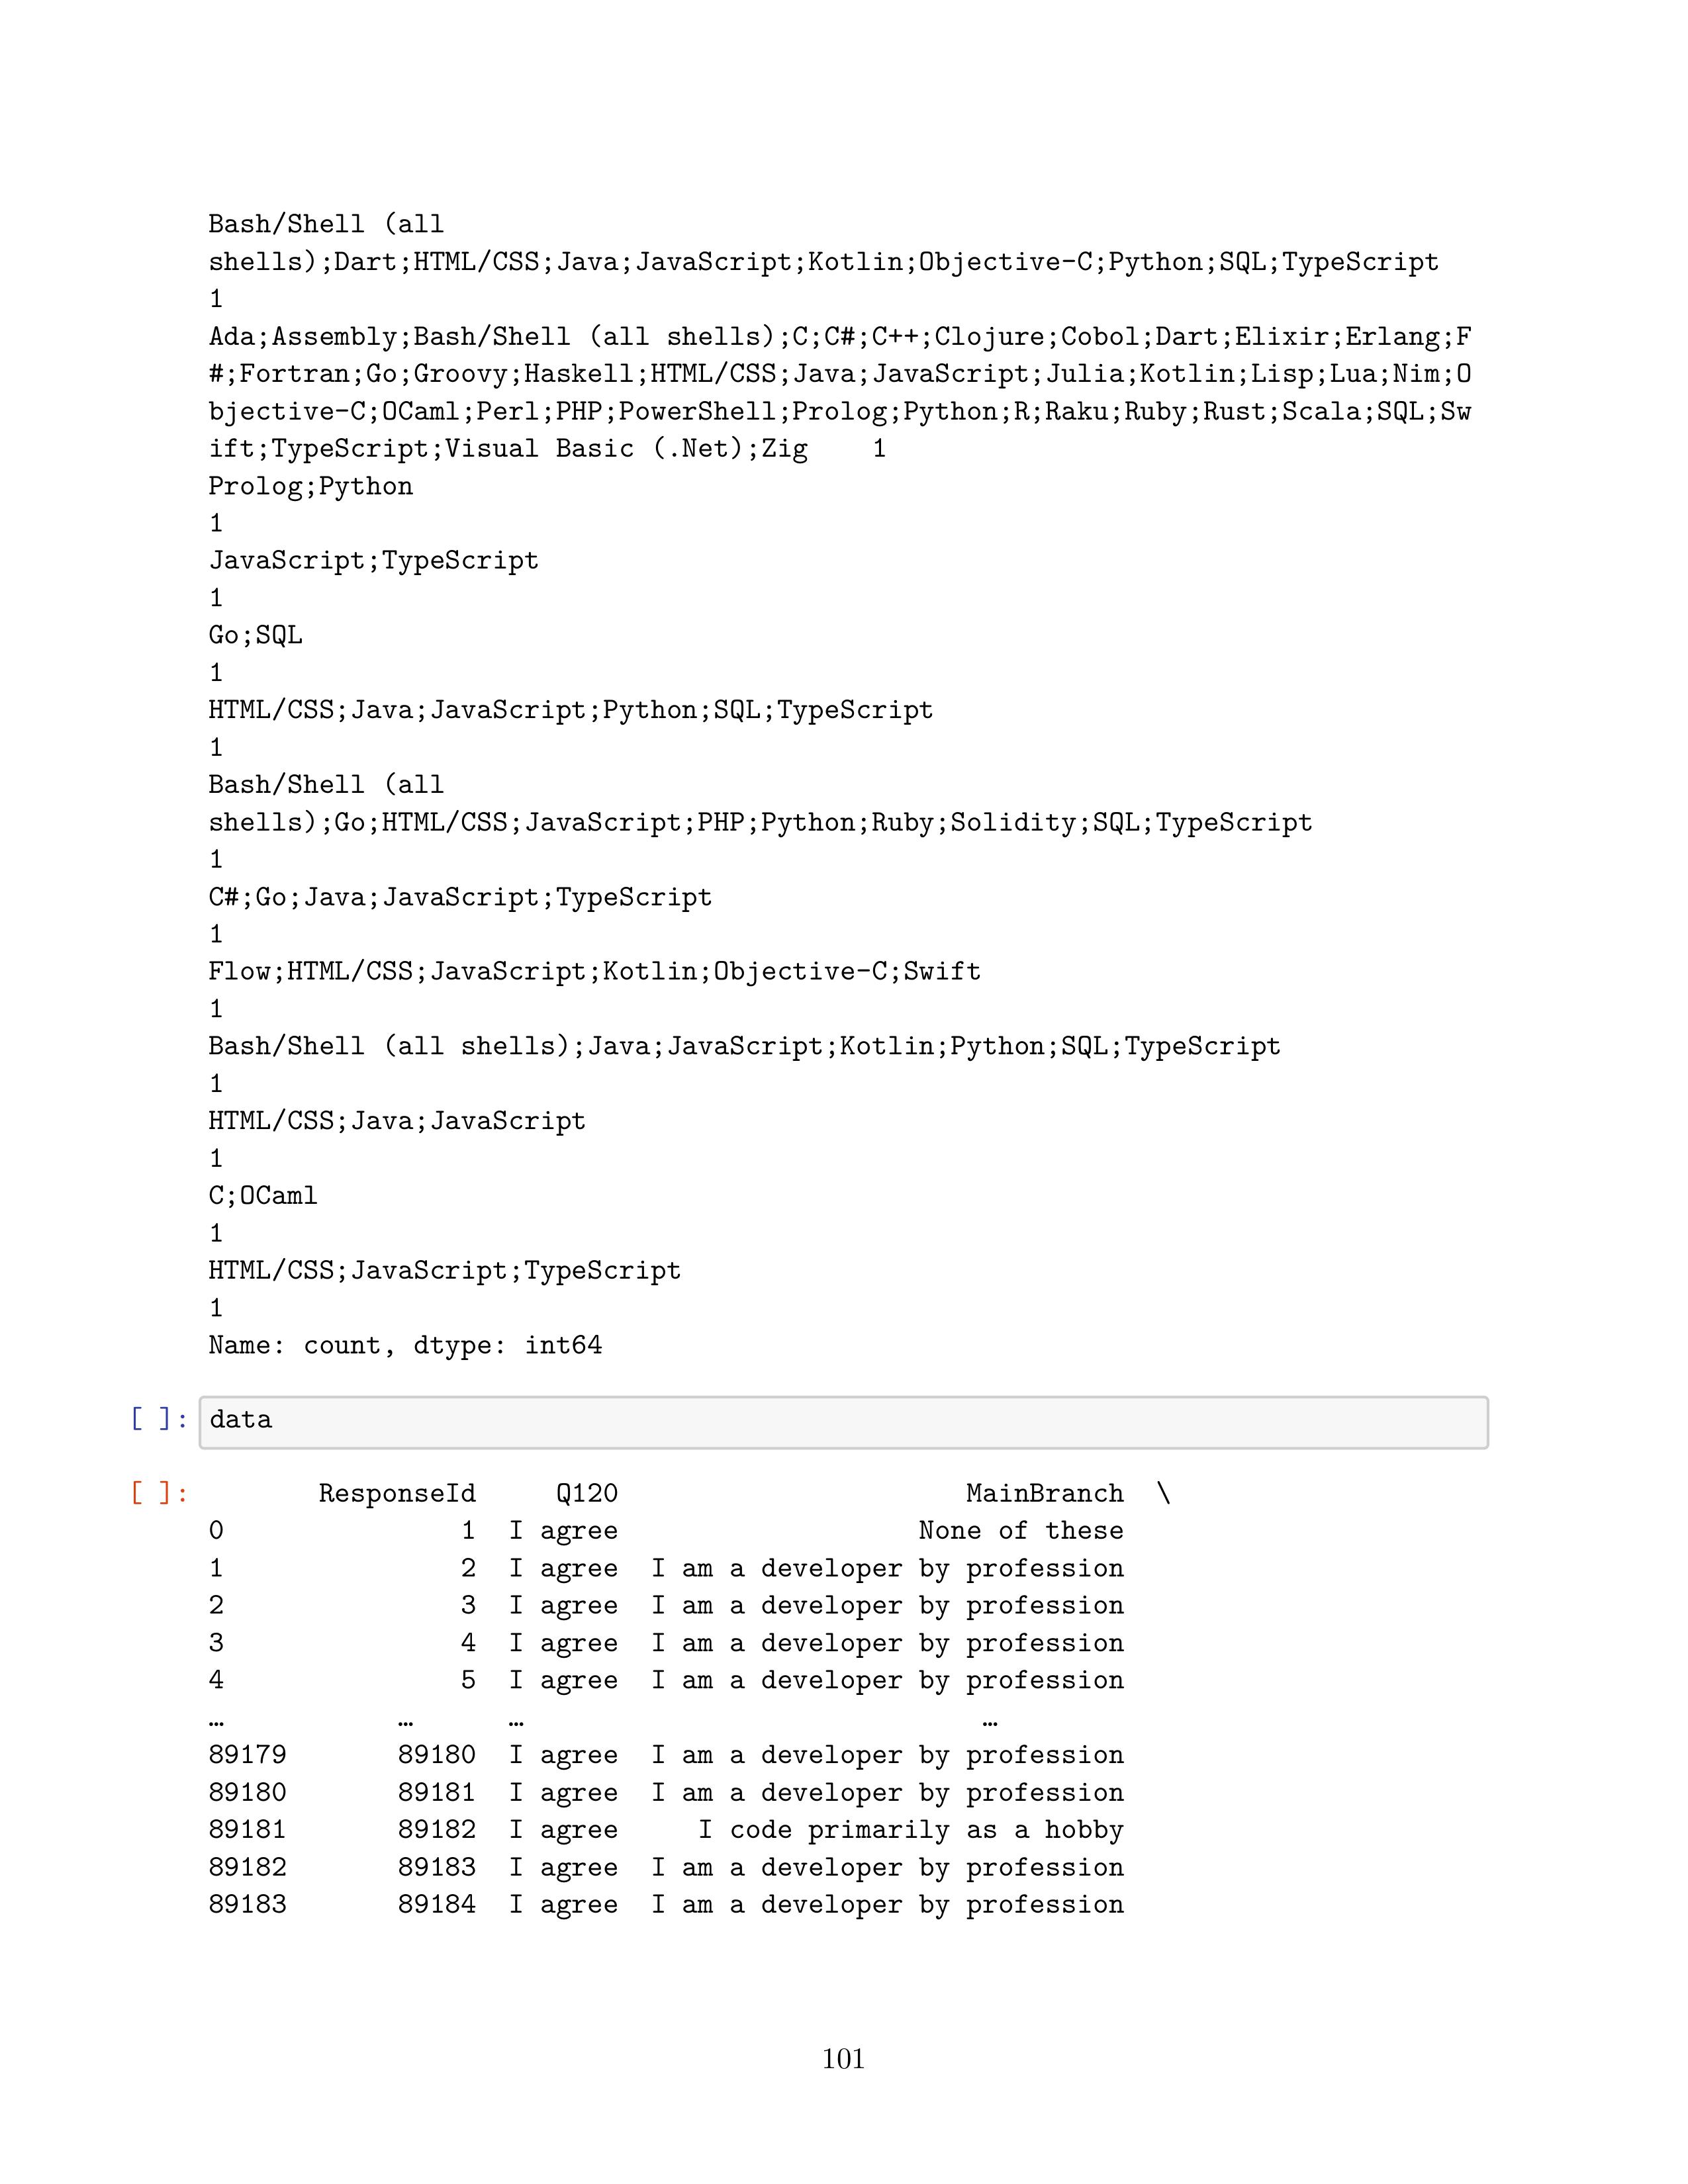 Bash/Shell (all
shells);Dart;HTML/CSS;Java;JavaScript;Kotlin;Objective-C;Python;SQL;TypeScript
1
Ada;Assembly;Bash/Shell (all shells);C;C#;C++;Clojure;Cobol;Dart;Elixir;Erlang;F
#;Fortran;Go;Groovy;Haskell;HTML/CSS;Java;JavaScript;Julia;Kotlin;Lisp;Lua;Nim;O
bjective-C;OCaml;Perl;PHP;PowerShell;Prolog;Python;R;Raku;Ruby;Rust;Scala;SQL;Sw
ift;TypeScript;Visual Basic (.Net);Zig    1
Prolog;Python
1
JavaScript;TypeScript
1
Go;SQL
1
HTML/CSS;Java;JavaScript;Python;SQL;TypeScript
1
Bash/Shell (all
shells);Go;HTML/CSS;JavaScript;PHP;Python;Ruby;Solidity;SQL;TypeScript
1
C#;Go;Java;JavaScript;TypeScript
1
Flow;HTML/CSS;JavaScript;Kotlin;Objective-C;Swift
1
Bash/Shell (all shells);Java;JavaScript;Kotlin;Python;SQL;TypeScript
1
HTML/CSS;Java;JavaScript
1
C;OCaml
1
HTML/CSS;JavaScript;TypeScript
1
Name: count, dtype: int64
[ ]: data
[ ]:        ResponseId     Q120                      MainBranch  \
0               1  I agree                   None of these
1               2  I agree  I am a developer by profession
2               3  I agree  I am a developer by profession
3               4  I agree  I am a developer by profession
4               5  I agree  I am a developer by profession
…           …      …                             …
89179       89180  I agree  I am a developer by profession
89180       89181  I agree  I am a developer by profession
89181       89182  I agree     I code primarily as a hobby
89182       89183  I agree  I am a developer by profession
89183       89184  I agree  I am a developer by profession
101